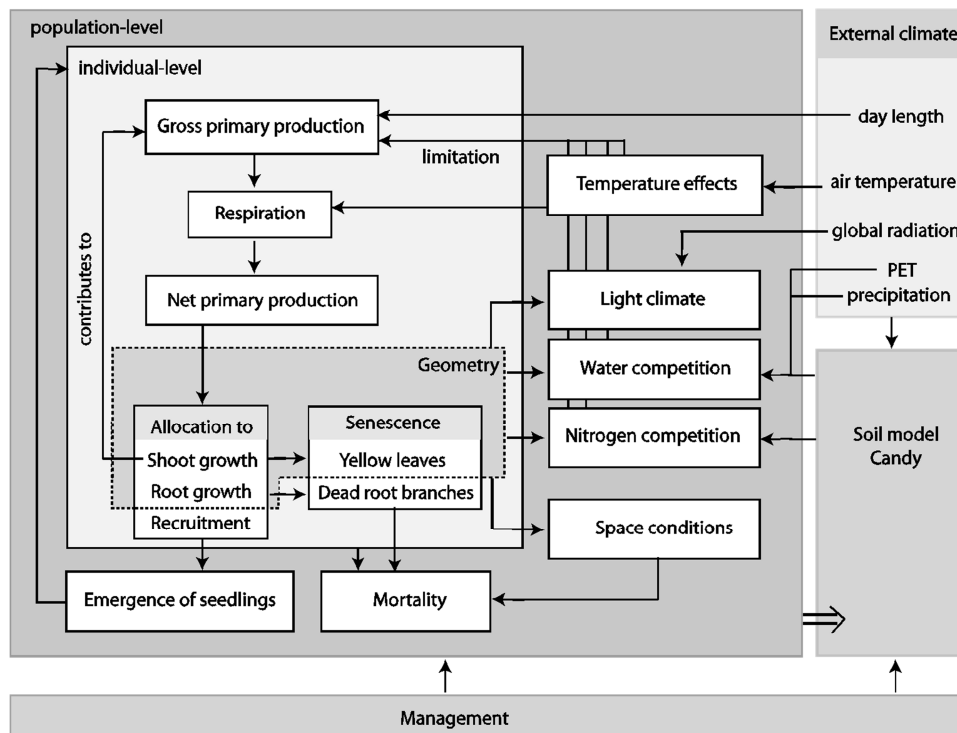 population-level
External climate
individual-level
Gross primary production
day length
limitation
Temperature effects
air temperature
Respiration
global radiation
contributes to
PET
Net primary production
Light climate
precipitation
Geometry
Water competition
Allocation to
Senescence
Nitrogen competition
Soil model
Candy
Shoot growth
Yellow leaves
Root growth
Dead root branches
Recruitment
Space conditions
Emergence of seedlings
Mortality
Management